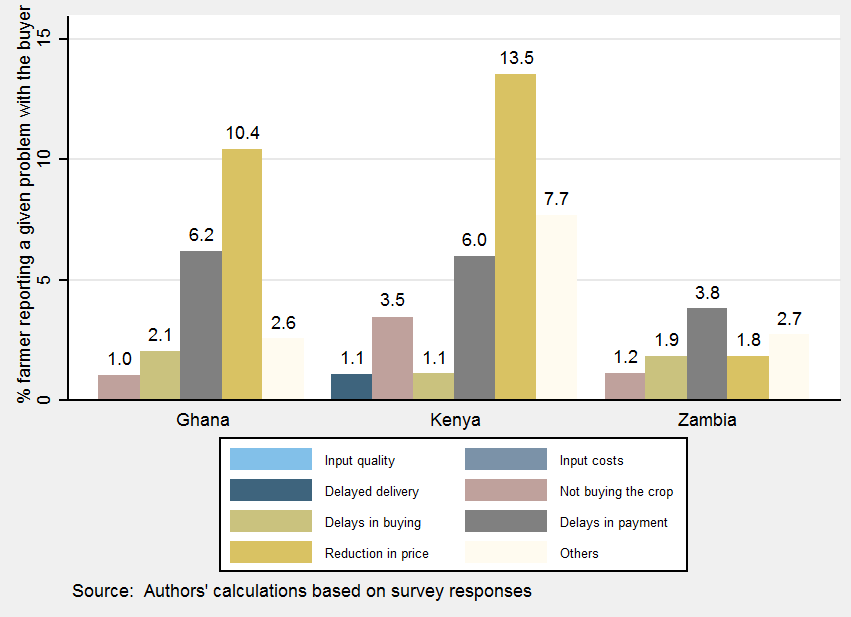 % farmer reporting a given problem with the buyer
15
10
5
0
1.0
2.1
6.2
10.4
2.6
1.1
3.5
1.1
6.0
13.5
7.7
1.2
1.9
3.8
1.8
2.7
Ghana
Kenya
Zambia
Input quality
Input costs
Delayed delivery
Not buying the crop
Delays in buying
Delays in payment
Reduction in price
Others
Source:  Authors' calculations based on survey responses